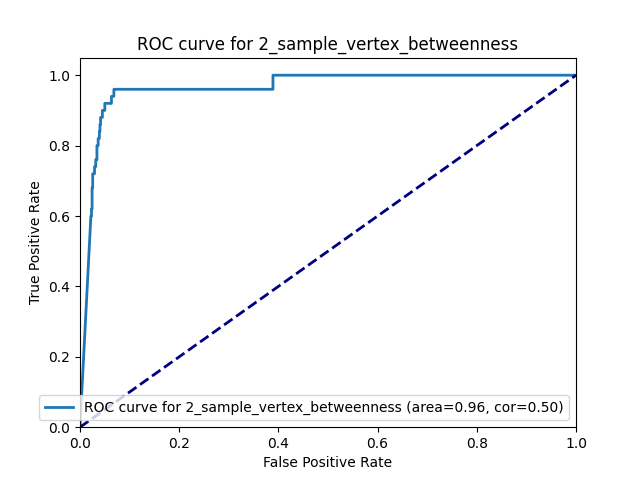 ROC curve for 2_sample_vertex_betweenness
1.0
0.8
0.6
0.4
0.2
0.0
True Positive Rate
ROC curve for 2_sample_vertex_betweenness (area=0.96, cor=0.50)
0.0 0.2 0.4 0.6 0.8 1.0
False Positive Rate